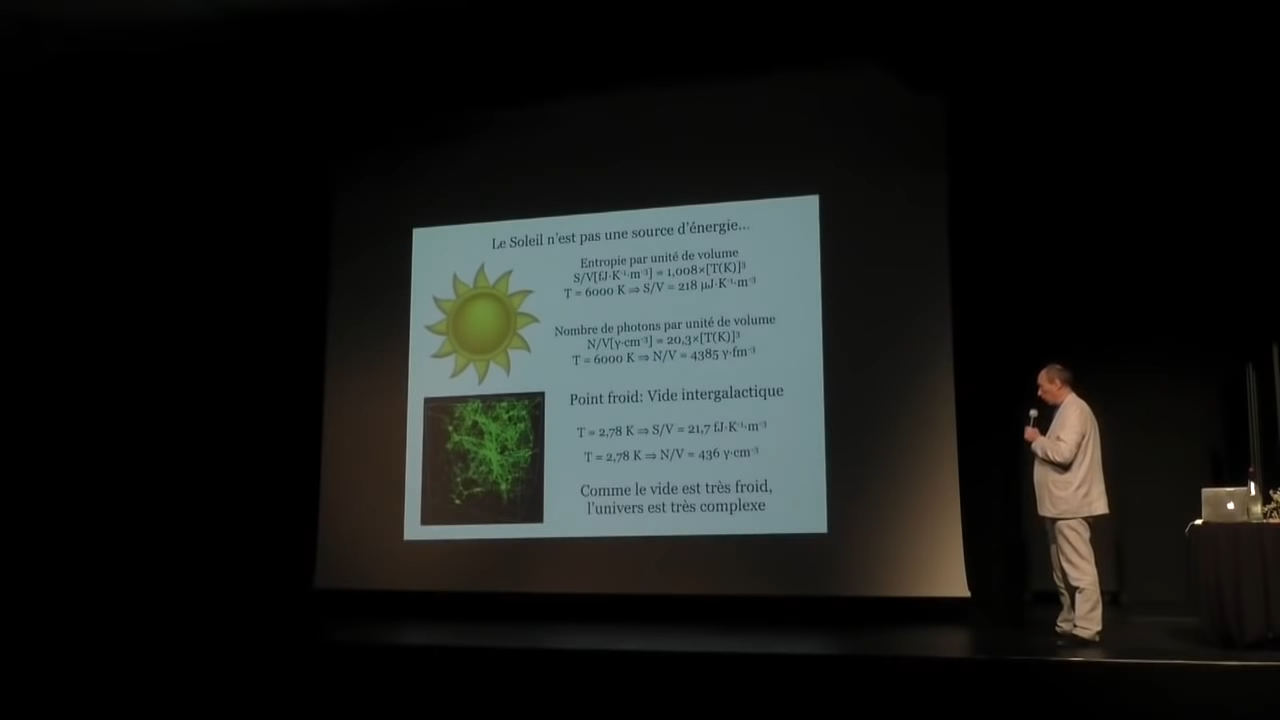 Le Soleil n'est pas une source d'énergie...
Entropie par unité de volume
S/V[fJ·K⁻¹·m⁻³] = 1,008×[T(K)]³
T = 6000 K ⇒ S/V = 218 µJ·K⁻¹·m⁻³
Nombre de photons par unité de volume
N/V[γ·cm⁻³] = 20,3×[T(K)]³
T = 6000 K ⇒ N/V = 4385 γ·fm⁻³
Point froid: Vide intergalactique
T = 2,78 K ⇒ S/V = 21,7 fJ·K⁻¹·m⁻³
T = 2,78 K ⇒ N/V = 436 γ·cm⁻³
Comme le vide est très froid,
l'univers est très complexe